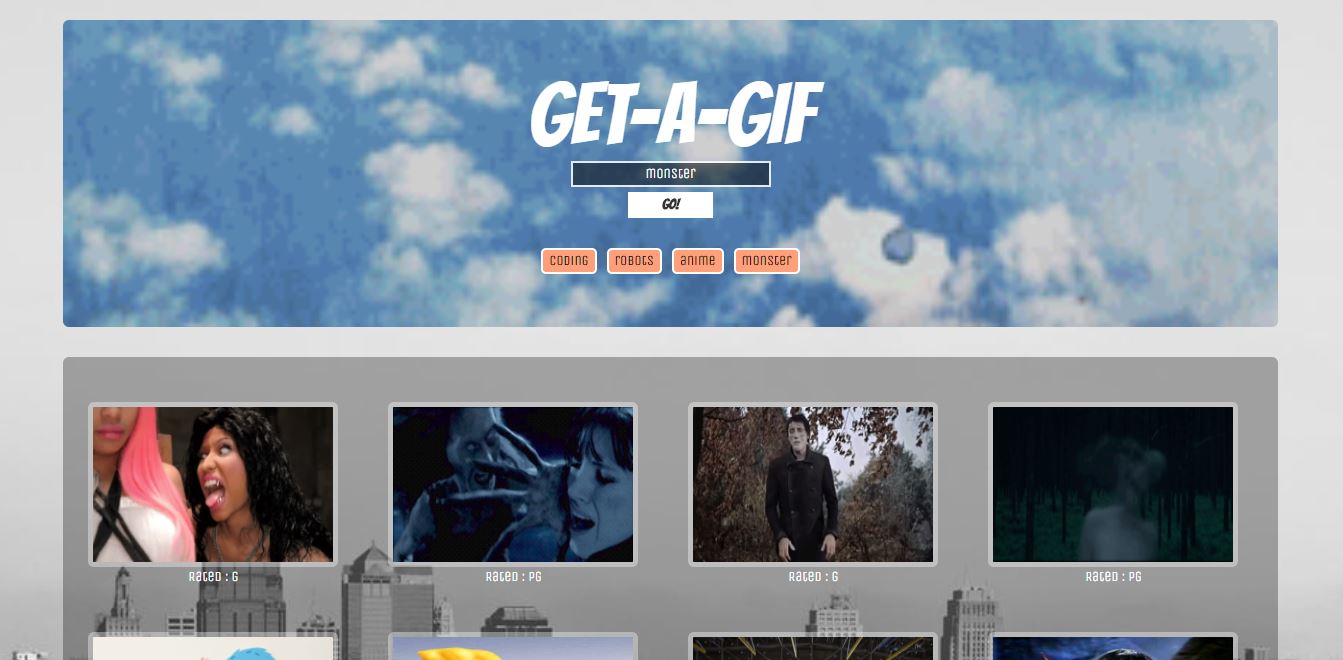 GET-A-GIF
monster
GO!
coding robots anime monster
Rated : G Rated : PG Rated : G Rated : PG